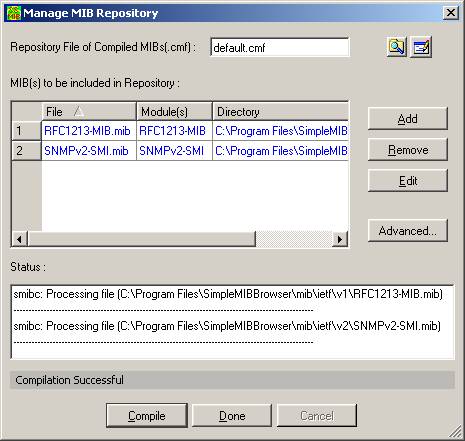 Manage MIB Repository
Repository File of Compiled MIBs(.cmf) : default.cmf
MIB(s) to be included in Repository :
File Module(s) Directory
1 RFC1213-MIB.mib RFC1213-MIB C:\Program Files\SimpleMIB
2 SNMPv2-SMI.mib SNMPv2-SMI C:\Program Files\SimpleMIB
Add
Remove
Edit
Advanced...
Status :
smibc: Processing file (C:\Program Files\SimpleMIBBrowser\mib\ietf\v1\RFC1213-MIB.mib)
--------------------------------------------------------------------------------
smibc: Processing file (C:\Program Files\SimpleMIBBrowser\mib\ietf\v2\SNMPv2-SMI.mib)
--------------------------------------------------------------------------------
Compilation Successful
Compile Done Cancel